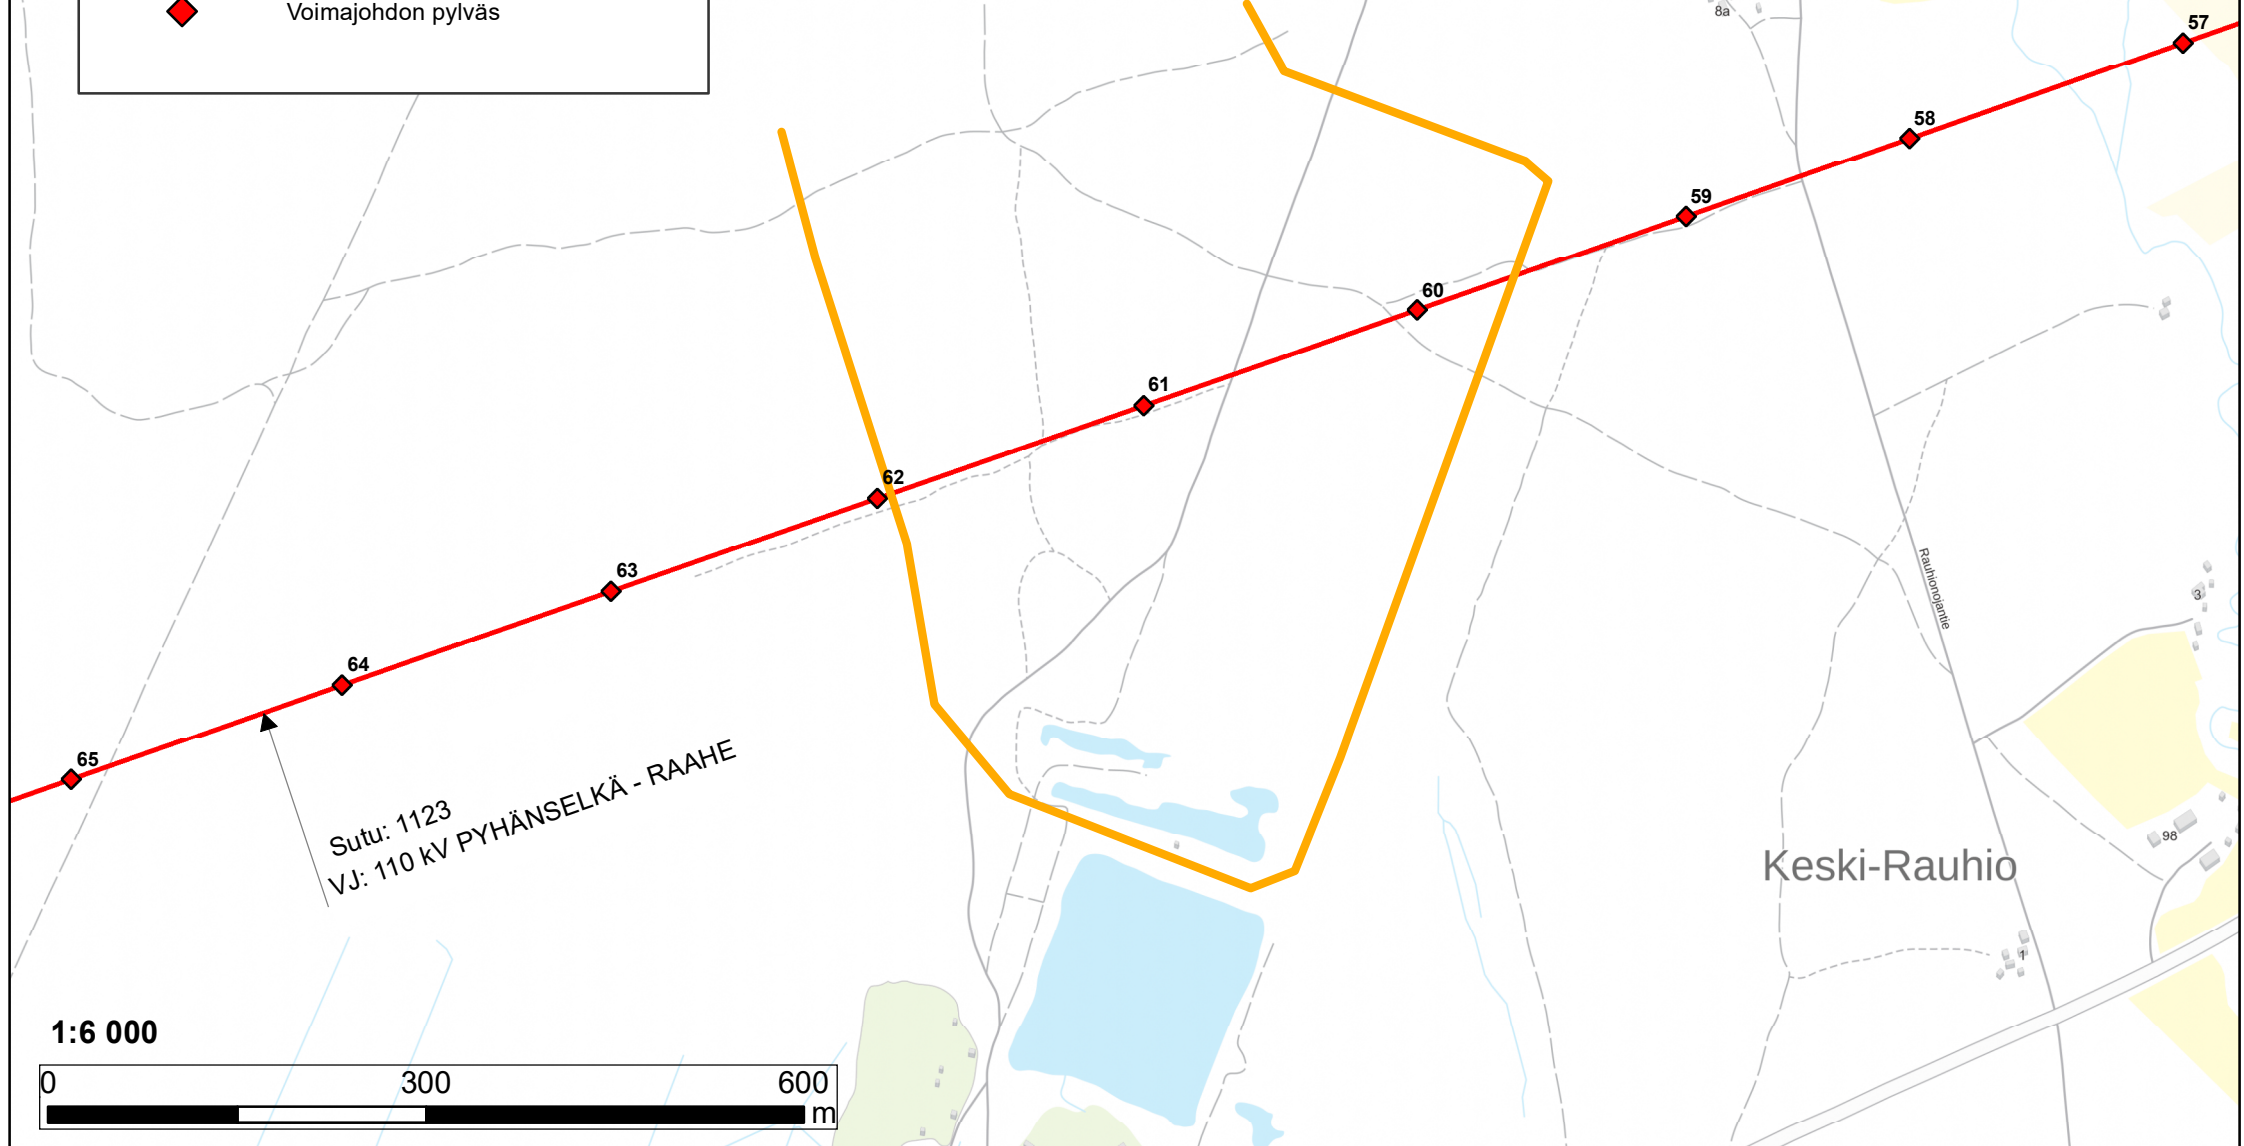 Voimajohdon pylväs
8a
57
58
59
60
61
62
63
64
65
Rauhionojantie
3
Sutu: 1123
VJ: 110 kV PYHÄNSELKÄ - RAAHE
98
Keski-Rauhio
1
1:6 000
0 300 600
m